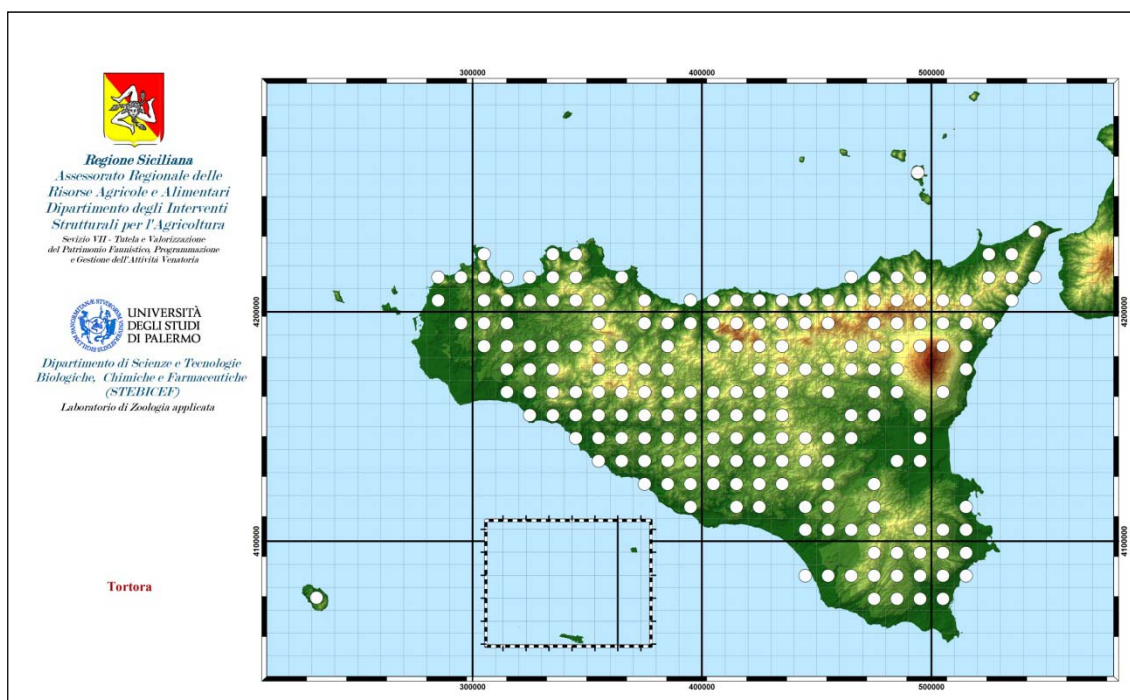 Regione Siciliana
Assessorato Regionale delle
Risorse Agricole e Alimentari
Dipartimento degli Interventi
Strutturali per l'Agricoltura
Sevizio VII - Tutela e Valorizzazione
del Patrimonio Faunistico, Programmazione
e Gestione dell'Attività Venatoria
UNIVERSITÀ
DEGLI STUDI
DI PALERMO
Dipartimento di Scienze e Tecnologie
Biologiche, Chimiche e Farmaceutiche
(STEBICEF)
Laboratorio di Zoologia applicata
Tortora
300000
400000
500000
4200000
4200000
4100000
4100000
300000
400000
500000